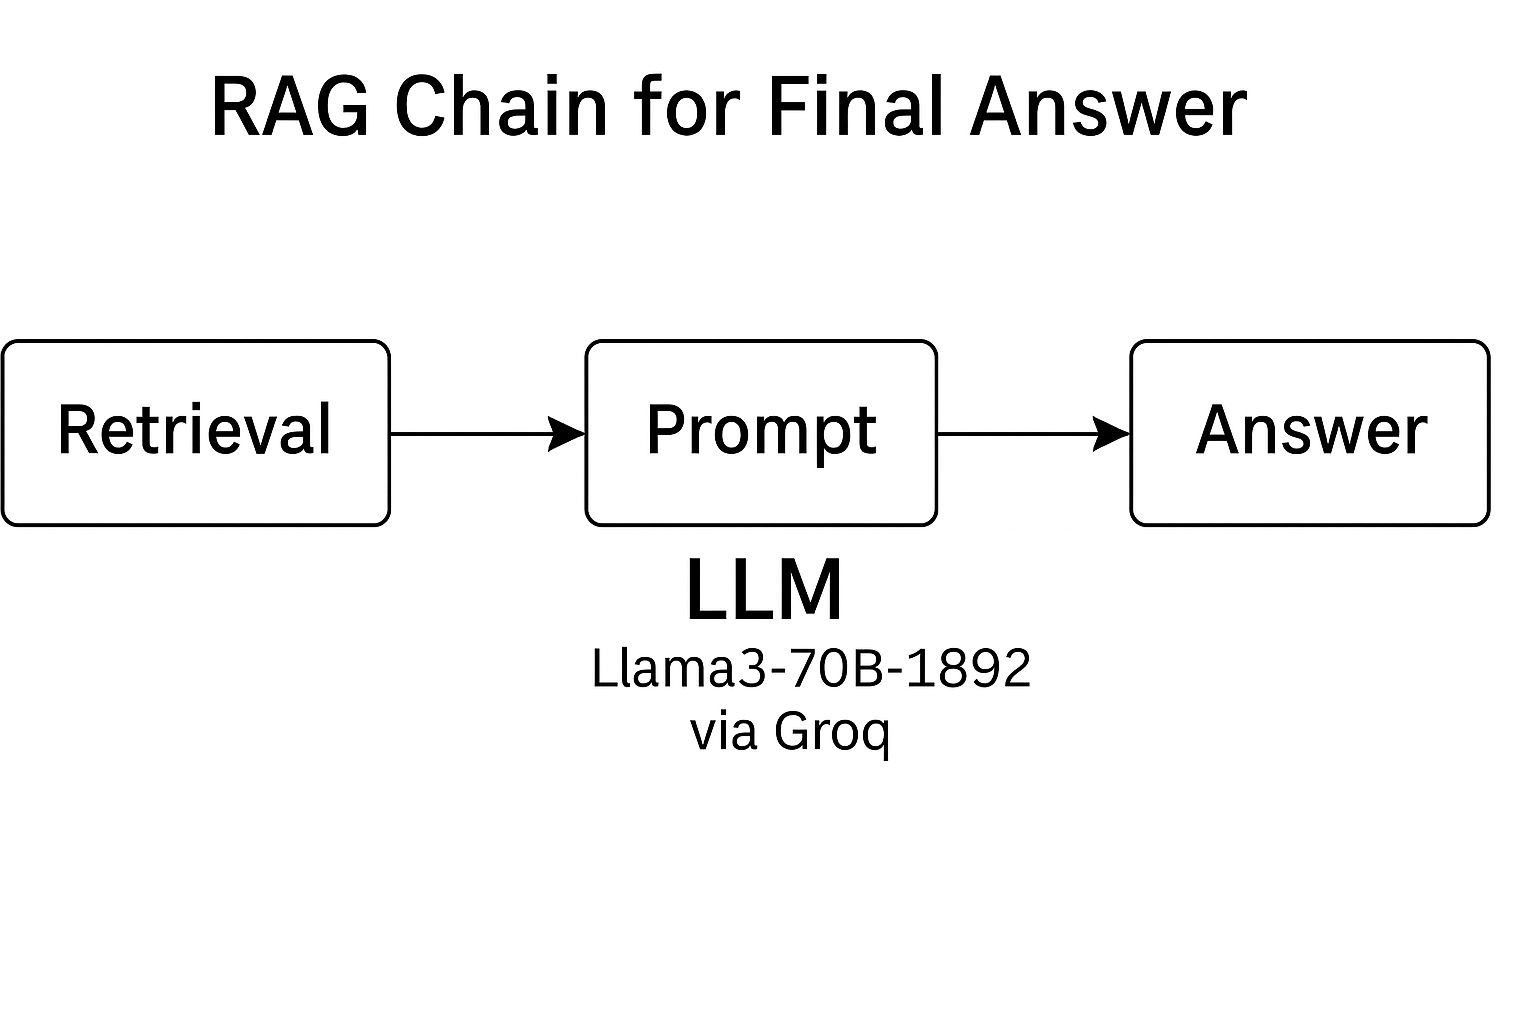 RAG Chain for Final Answer
Retrieval
Prompt
Answer
LLM
Llama3-70B-1892
via Groq